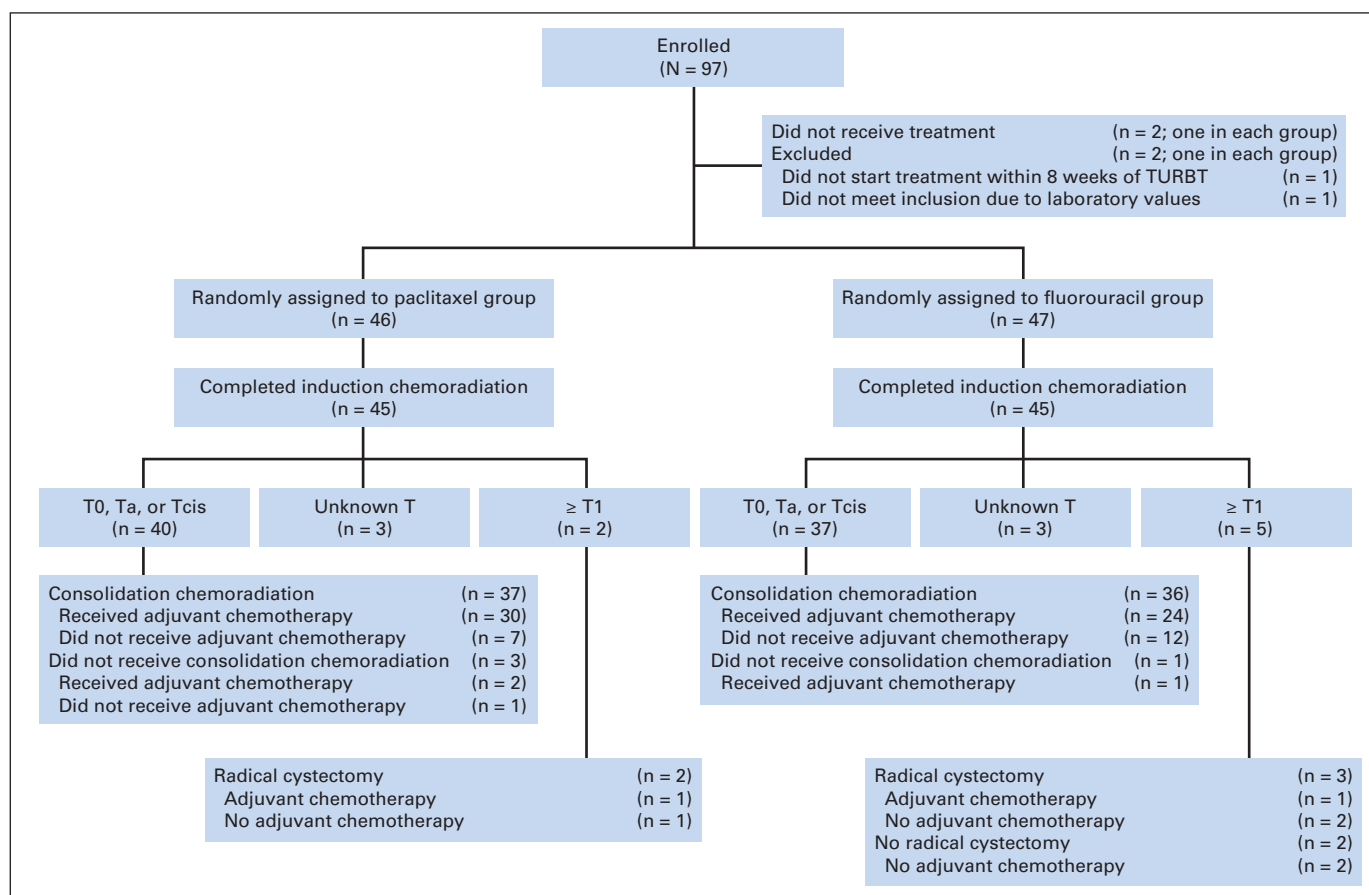 Enrolled
(N = 97)
Did not receive treatment (n = 2; one in each group)
Excluded (n = 2; one in each group)
Did not start treatment within 8 weeks of TURBT (n = 1)
Did not meet inclusion due to laboratory values (n = 1)
Randomly assigned to paclitaxel group
(n = 46)
Randomly assigned to fluorouracil group
(n = 47)
Completed induction chemoradiation
(n = 45)
Completed induction chemoradiation
(n = 45)
T0, Ta, or Tcis
(n = 40)
Unknown T
(n = 3)
≥ T1
(n = 2)
T0, Ta, or Tcis
(n = 37)
Unknown T
(n = 3)
≥ T1
(n = 5)
Consolidation chemoradiation (n = 37)
Received adjuvant chemotherapy (n = 30)
Did not receive adjuvant chemotherapy (n = 7)
Did not receive consolidation chemoradiation (n = 3)
Received adjuvant chemotherapy (n = 2)
Did not receive adjuvant chemotherapy (n = 1)
Consolidation chemoradiation (n = 36)
Received adjuvant chemotherapy (n = 24)
Did not receive adjuvant chemotherapy (n = 12)
Did not receive consolidation chemoradiation (n = 1)
Received adjuvant chemotherapy (n = 1)
Radical cystectomy (n = 2)
Adjuvant chemotherapy (n = 1)
No adjuvant chemotherapy (n = 1)
Radical cystectomy (n = 3)
Adjuvant chemotherapy (n = 1)
No adjuvant chemotherapy (n = 2)
No radical cystectomy (n = 2)
No adjuvant chemotherapy (n = 2)